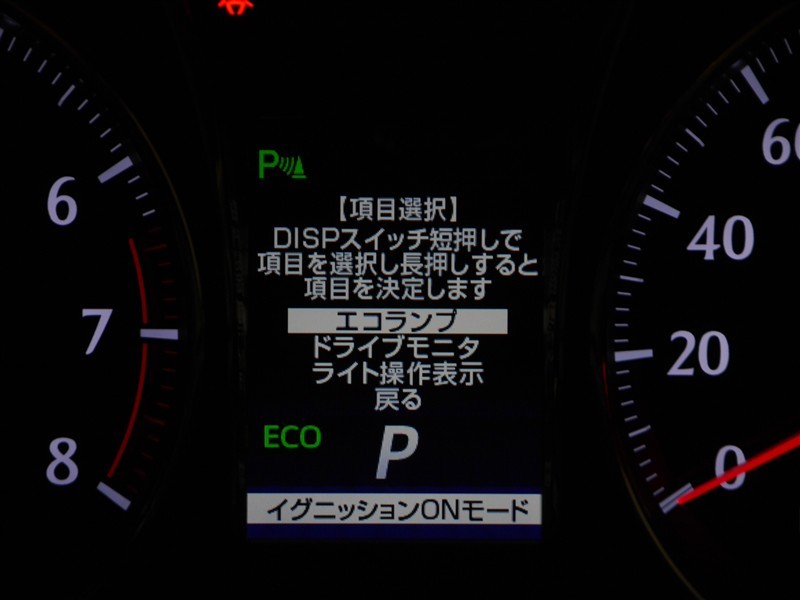 P
【項目選択】
DISPスイッチ短押しで
項目を選択し長押しすると
項目を決定します
エコランプ
ドライブモニタ
ライト操作表示
戻る
ECO
P
イグニッションONモード
6
7
8
60
40
20
0